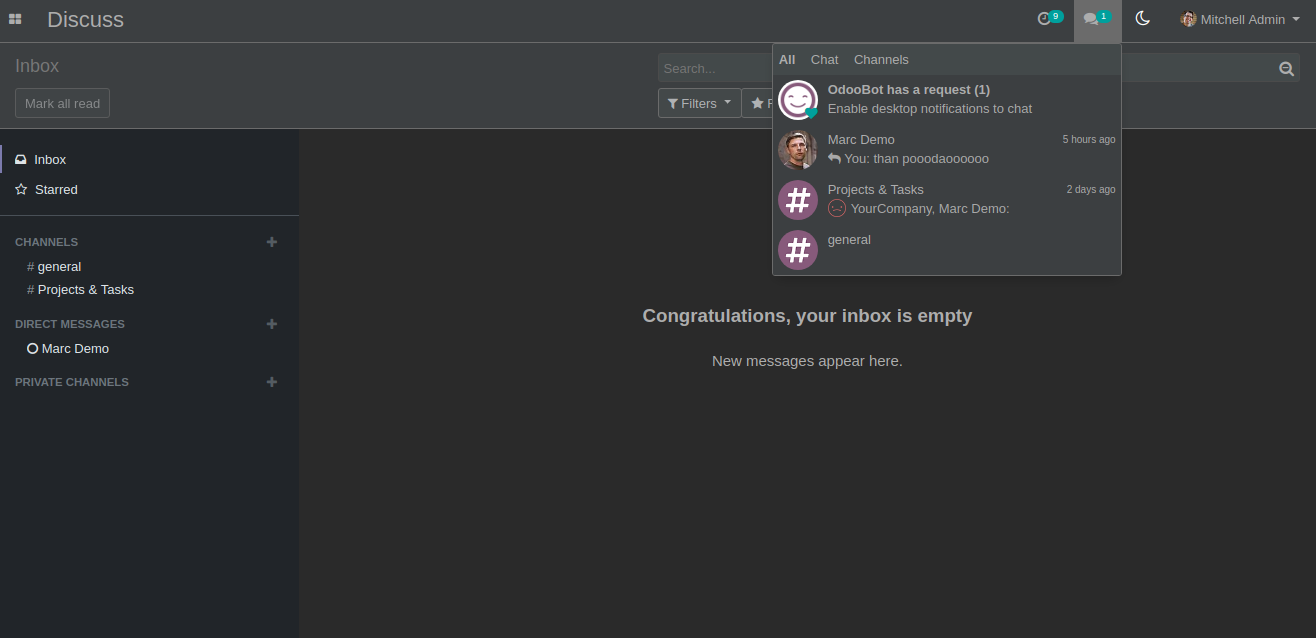 Discuss
9
1
Mitchell Admin
Inbox
Search...
Mark all read
Filters
All Chat Channels
OdooBot has a request (1)
Enable desktop notifications to chat
Marc Demo 5 hours ago
You: than pooodaoooooo
Projects & Tasks 2 days ago
YourCompany, Marc Demo:
general
Inbox
Starred
CHANNELS
# general
# Projects & Tasks
DIRECT MESSAGES
Marc Demo
PRIVATE CHANNELS
Congratulations, your inbox is empty
New messages appear here.